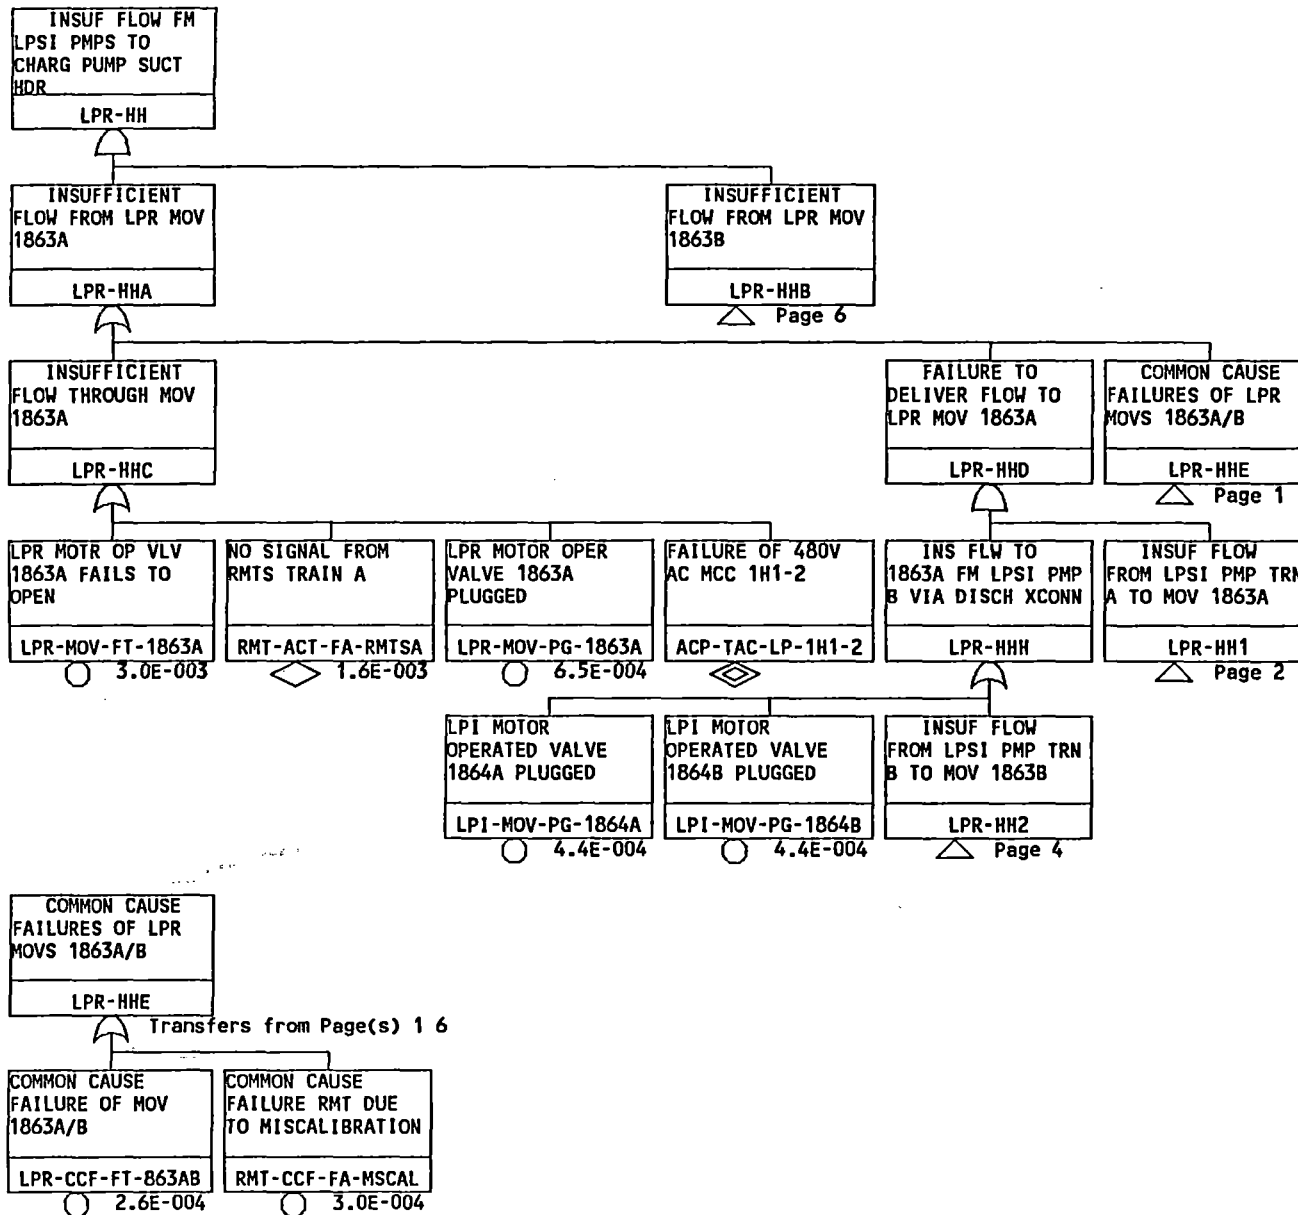 INSUF FLOW FM
LPSI PMPS TO
CHARG PUMP SUCT
HDR
LPR-HH
INSUFFICIENT
FLOW FROM LPR MOV
1863A
LPR-HHA
INSUFFICIENT
FLOW FROM LPR MOV
1863B
LPR-HHB
Page 6
INSUFFICIENT
FLOW THROUGH MOV
1863A
LPR-HHC
FAILURE TO
DELIVER FLOW TO
LPR MOV 1863A
LPR-HHD
COMMON CAUSE
FAILURES OF LPR
MOVS 1863A/B
LPR-HHE
Page 1
LPR MOTR OP VLV
1863A FAILS TO
OPEN
LPR-MOV-FT-1863A
3.0E-003
NO SIGNAL FROM
RMTS TRAIN A
RMT-ACT-FA-RMTSA
1.6E-003
LPR MOTOR OPER
VALVE 1863A
PLUGGED
LPR-MOV-PG-1863A
6.5E-004
FAILURE OF 480V
AC MCC 1H1-2
ACP-TAC-LP-1H1-2
INS FLW TO
1863A FM LPSI PMP
B VIA DISCH XCONN
LPR-HHH
INSUF FLOW
FROM LPSI PMP TRN
A TO MOV 1863A
LPR-HH1
Page 2
LPI MOTOR
OPERATED VALVE
1864A PLUGGED
LPI-MOV-PG-1864A
4.4E-004
LPI MOTOR
OPERATED VALVE
1864B PLUGGED
LPI-MOV-PG-1864B
4.4E-004
INSUF FLOW
FROM LPSI PMP TRN
B TO MOV 1863B
LPR-HH2
Page 4
COMMON CAUSE
FAILURES OF LPR
MOVS 1863A/B
LPR-HHE
Transfers from Page(s) 1 6
COMMON CAUSE
FAILURE OF MOV
1863A/B
LPR-CCF-FT-863AB
2.6E-004
COMMON CAUSE
FAILURE RMT DUE
TO MISCALIBRATION
RMT-CCF-FA-MSCAL
3.0E-004